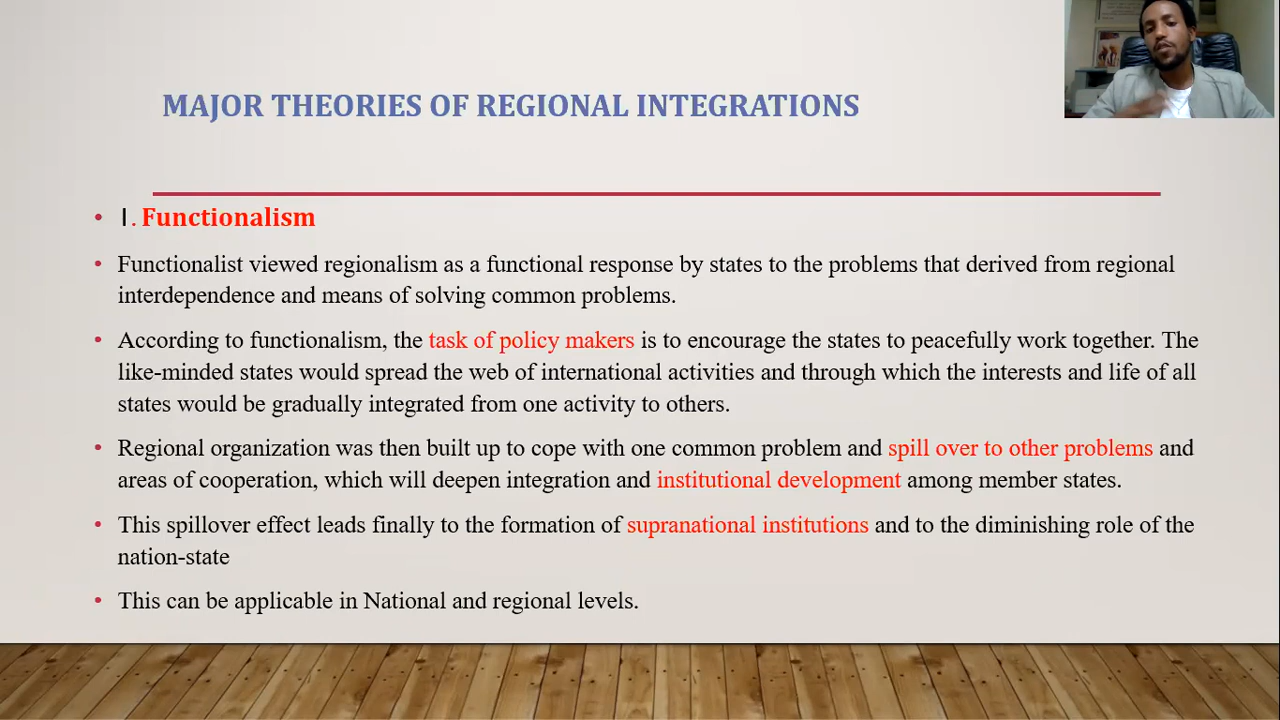 MAJOR THEORIES OF REGIONAL INTEGRATIONS
• 1. Functionalism
• Functionalist viewed regionalism as a functional response by states to the problems that derived from regional
interdependence and means of solving common problems.
• According to functionalism, the task of policy makers is to encourage the states to peacefully work together. The
like-minded states would spread the web of international activities and through which the interests and life of all
states would be gradually integrated from one activity to others.
• Regional organization was then built up to cope with one common problem and spill over to other problems and
areas of cooperation, which will deepen integration and institutional development among member states.
• This spillover effect leads finally to the formation of supranational institutions and to the diminishing role of the
nation-state
• This can be applicable in National and regional levels.